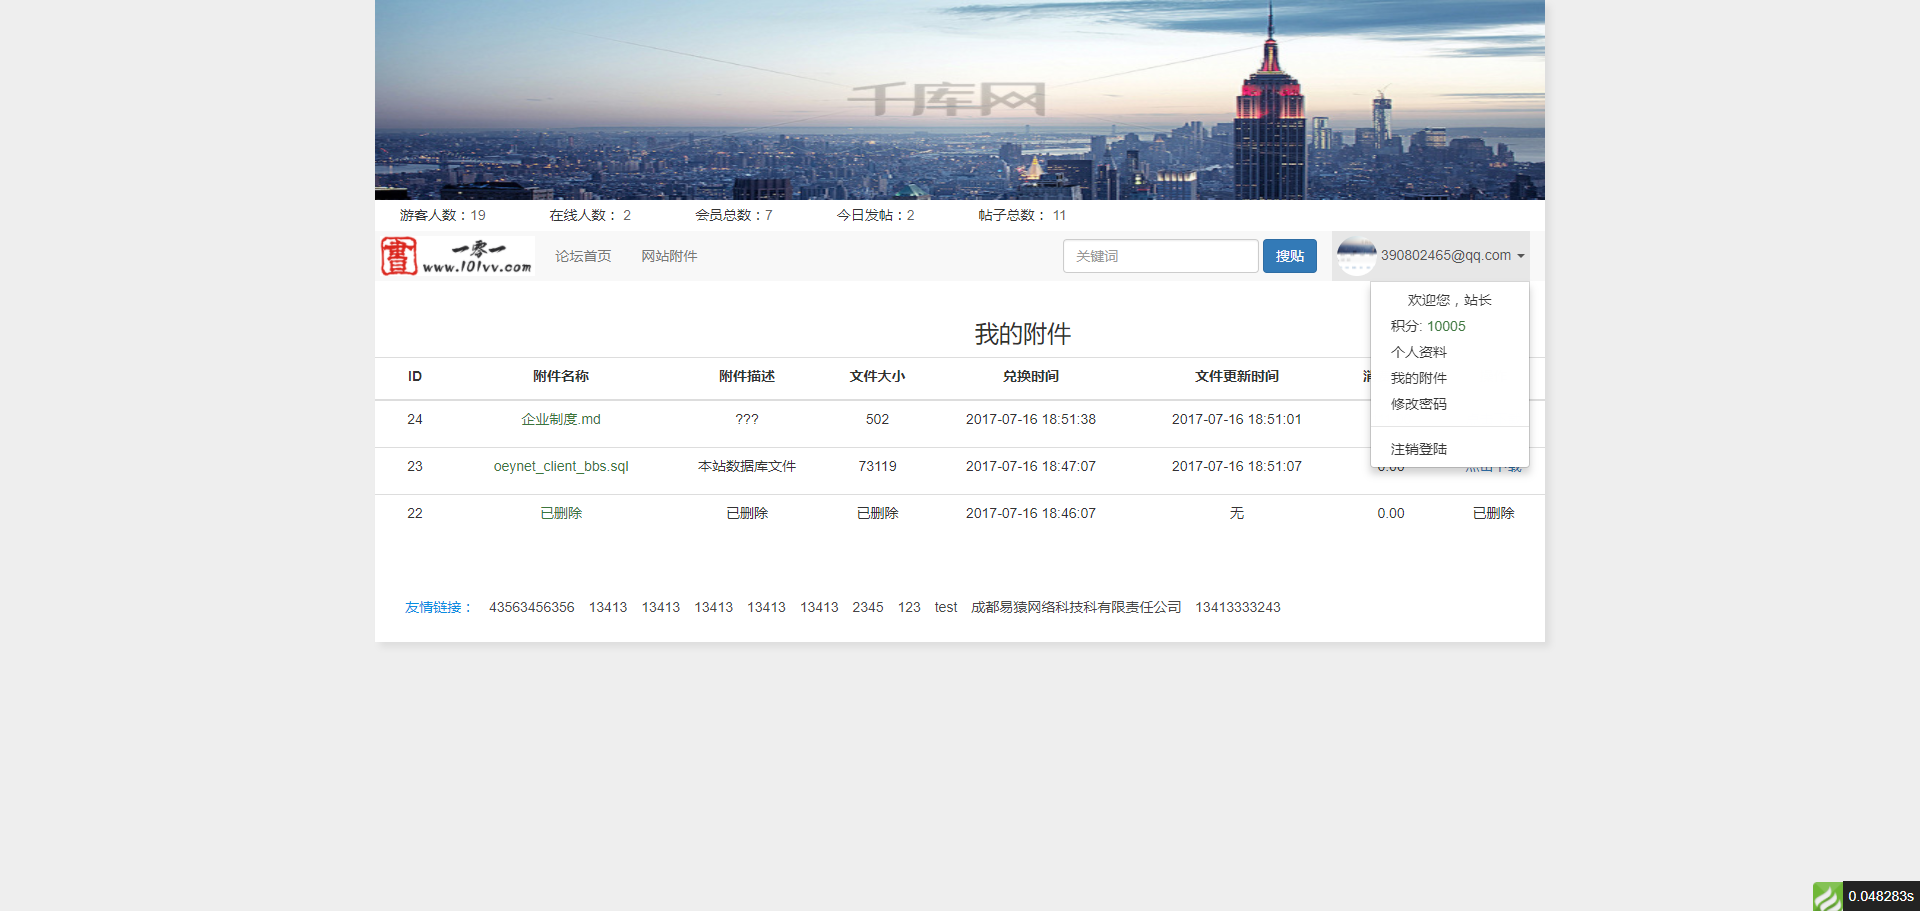 千库网
游客人数：19 在线人数： 2 会员总数：7 今日发帖：2 帖子总数： 11
書 一零一 www.101vv.com 论坛首页 网站附件 关键词 搜贴 390802465@qq.com
欢迎您，站长
积分: 10005
个人资料
我的附件
修改密码
注销登陆
我的附件
ID 附件名称 附件描述 文件大小 兑换时间 文件更新时间
24 企业制度.md ??? 502 2017-07-16 18:51:38 2017-07-16 18:51:01
23 oeynet_client_bbs.sql 本站数据库文件 73119 2017-07-16 18:47:07 2017-07-16 18:51:07 0.00 点击下载
22 已删除 已删除 已删除 2017-07-16 18:46:07 无 0.00 已删除
友情链接： 43563456356 13413 13413 13413 13413 13413 2345 123 test 成都易猿网络科技科有限责任公司 13413333243
0.048283s